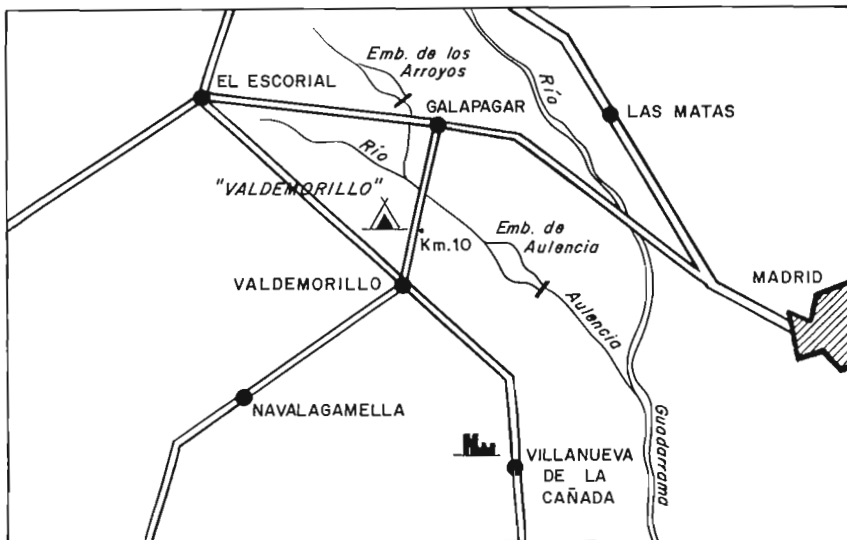 Emb. de los
Arroyos
EL ESCORIAL
GALAPAGAR
Río
LAS MATAS
Río
"VALDEMORILLO"
Emb. de
Aulencia
Km.10
VALDEMORILLO
MADRID
Aulencia
NAVALAGAMELLA
Guadarrama
VILLANUEVA
DE LA
CAÑADA